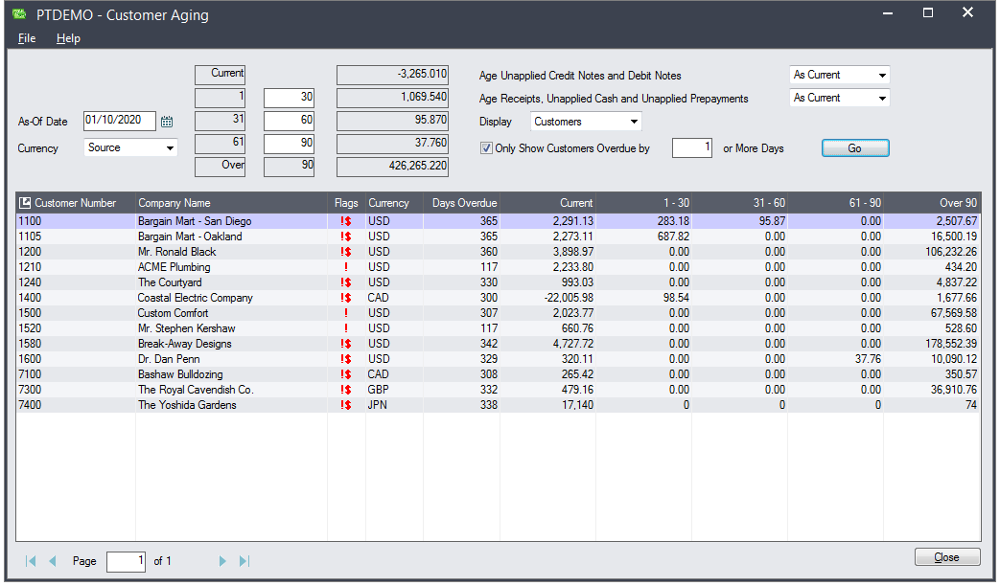 PTDEMO - Customer Aging
File Help
Current -3,265.010 Age Unapplied Credit Notes and Debit Notes As Current
1 30 1,069.540 Age Receipts, Unapplied Cash and Unapplied Prepayments As Current
As-Of Date 01/10/2020 31 60 95.870 Display Customers
Currency Source 61 90 37.760 Only Show Customers Overdue by 1 or More Days Go
Over 90 426,265.220
Customer Number Company Name Flags Currency Days Overdue Current 1 - 30 31 - 60 61 - 90 Over 90
1100 Bargain Mart - San Diego !$ USD 365 2,291.13 283.18 95.87 0.00 2,507.67
1105 Bargain Mart - Oakland !$ USD 365 2,273.11 687.82 0.00 0.00 16,500.19
1200 Mr. Ronald Black !$ USD 360 3,898.97 0.00 0.00 0.00 106,232.26
1210 ACME Plumbing ! USD 117 2,233.80 0.00 0.00 0.00 434.20
1240 The Courtyard !$ USD 330 993.03 0.00 0.00 0.00 4,837.22
1400 Coastal Electric Company !$ CAD 300 -22,005.98 98.54 0.00 0.00 1,677.66
1500 Custom Comfort ! USD 307 2,023.77 0.00 0.00 0.00 67,569.58
1520 Mr. Stephen Kershaw ! USD 117 660.76 0.00 0.00 0.00 528.60
1580 Break-Away Designs !$ USD 342 4,727.72 0.00 0.00 0.00 178,552.39
1600 Dr. Dan Penn !$ USD 329 320.11 0.00 0.00 37.76 10,090.12
7100 Bashaw Bulldozing !$ CAD 308 265.42 0.00 0.00 0.00 350.57
7300 The Royal Cavendish Co. !$ GBP 332 479.16 0.00 0.00 0.00 36,910.76
7400 The Yoshida Gardens !$ JPN 338 17,140 0 0 0 74
Page 1 of 1 Close